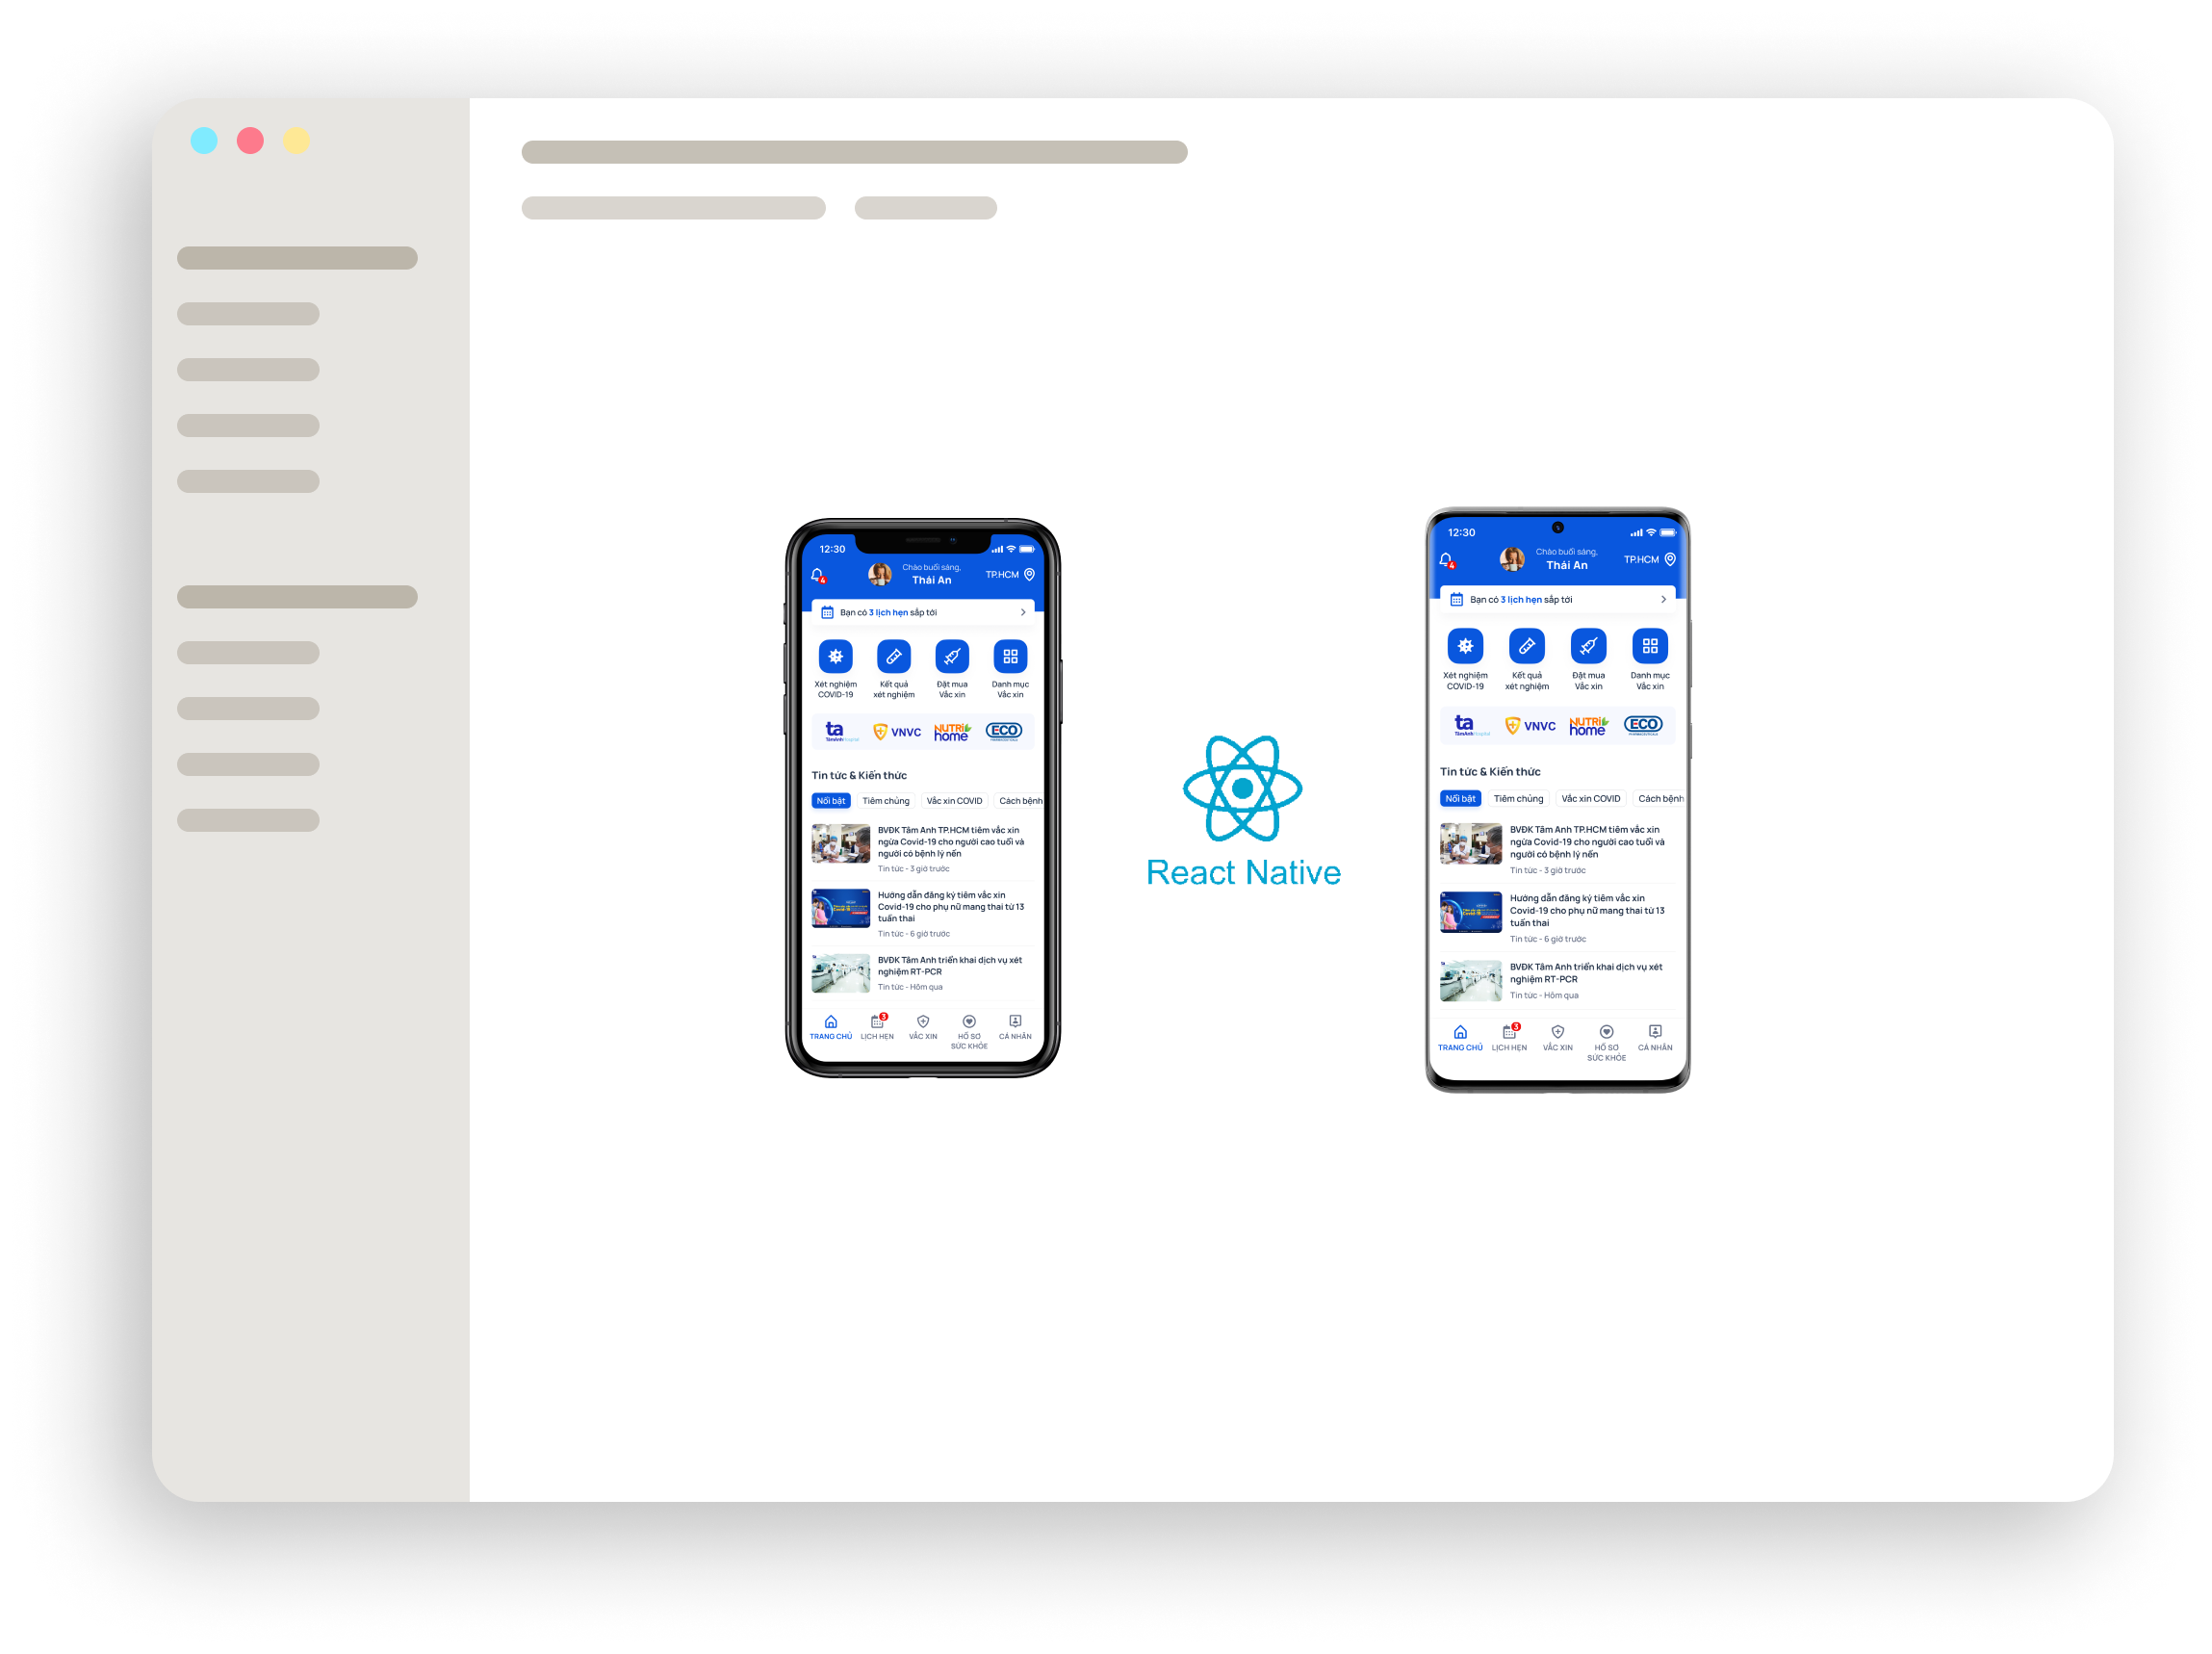 12:30
4
Chào buổi sáng,
Thái An
TP.HCM
Bạn có 3 lịch hẹn sắp tới
Xét nghiệm
COVID-19
Kết quả
xét nghiệm
Đặt mua
Vắc xin
Danh mục
Vắc xin
ta
TâmAnh Hospital
VNVC
NUTRi
home
ECO
Tin tức & Kiến thức
Nổi bật
Tiêm chủng
Vắc xin COVID
Cách bệnh
BVĐK Tâm Anh TP.HCM tiêm vắc xin
ngừa Covid-19 cho người cao tuổi và
người có bệnh lý nền
Tin tức - 3 giờ trước
Hướng dẫn đăng ký tiêm vắc xin
Covid-19 cho phụ nữ mang thai từ 13
tuần thai
Tin tức - 6 giờ trước
BVĐK Tâm Anh triển khai dịch vụ xét
nghiệm RT-PCR
Tin tức - Hôm qua
3
TRANG CHỦ
LỊCH HẸN
VẮC XIN
HỒ SƠ
SỨC KHỎE
CÁ NHÂN
React Native
12:30
4
Chào buổi sáng,
Thái An
TP.HCM
Bạn có 3 lịch hẹn sắp tới
Xét nghiệm
COVID-19
Kết quả
xét nghiệm
Đặt mua
Vắc xin
Danh mục
Vắc xin
ta
TâmAnh Hospital
VNVC
NUTRi
home
ECO
Tin tức & Kiến thức
Nổi bật
Tiêm chủng
Vắc xin COVID
Cách bệnh
BVĐK Tâm Anh TP.HCM tiêm vắc xin
ngừa Covid-19 cho người cao tuổi và
người có bệnh lý nền
Tin tức - 3 giờ trước
Hướng dẫn đăng ký tiêm vắc xin
Covid-19 cho phụ nữ mang thai từ 13
tuần thai
Tin tức - 6 giờ trước
BVĐK Tâm Anh triển khai dịch vụ xét
nghiệm RT-PCR
Tin tức - Hôm qua
3
TRANG CHỦ
LỊCH HẸN
VẮC XIN
HỒ SƠ
SỨC KHỎE
CÁ NHÂN